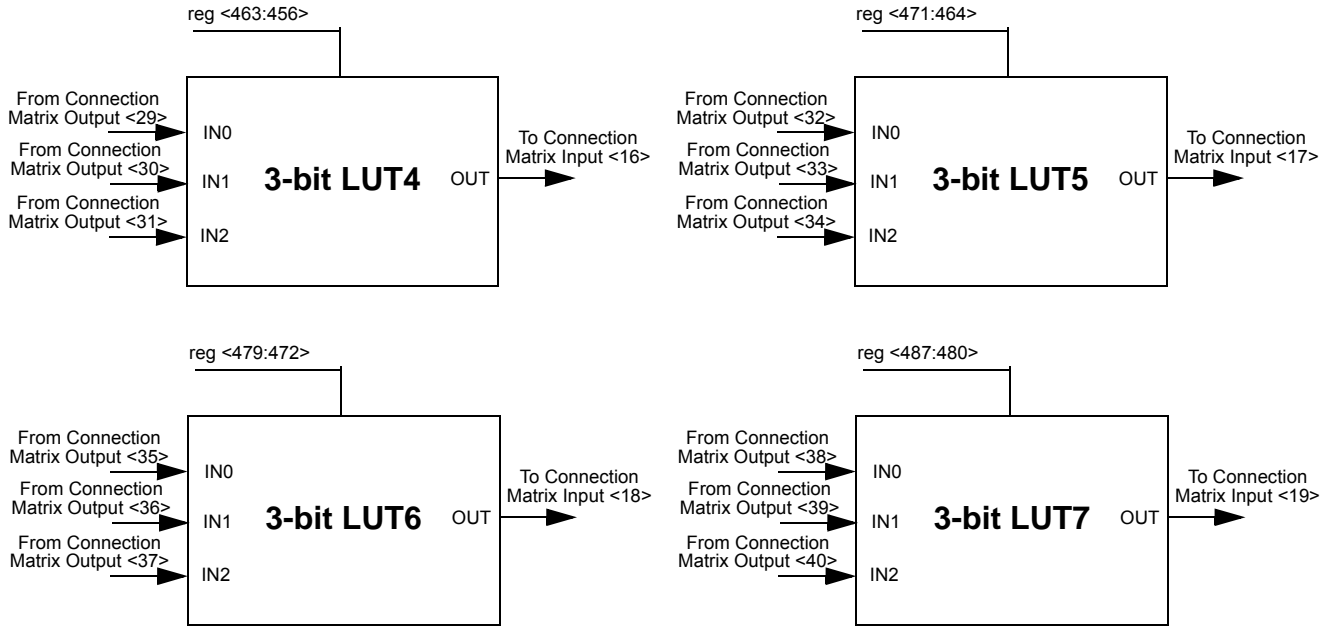 reg <463:456>
From Connection
Matrix Output <29>
IN0
From Connection
Matrix Output <30>
IN1
From Connection
Matrix Output <31>
IN2
3-bit LUT4
OUT
To Connection
Matrix Input <16>
reg <471:464>
From Connection
Matrix Output <32>
IN0
From Connection
Matrix Output <33>
IN1
From Connection
Matrix Output <34>
IN2
3-bit LUT5
OUT
To Connection
Matrix Input <17>
reg <479:472>
From Connection
Matrix Output <35>
IN0
From Connection
Matrix Output <36>
IN1
From Connection
Matrix Output <37>
IN2
3-bit LUT6
OUT
To Connection
Matrix Input <18>
reg <487:480>
From Connection
Matrix Output <38>
IN0
From Connection
Matrix Output <39>
IN1
From Connection
Matrix Output <40>
IN2
3-bit LUT7
OUT
To Connection
Matrix Input <19>